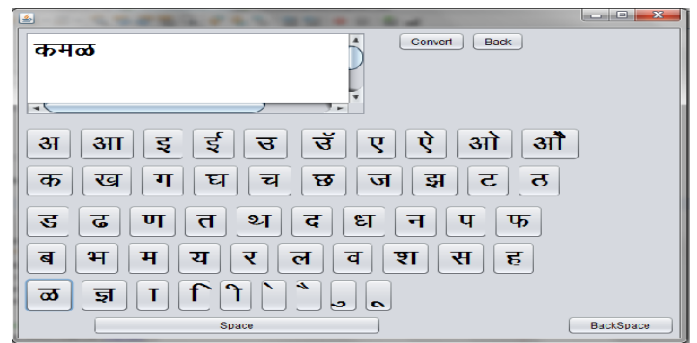 कमळ
Convert Back
अ आ इ ई उ उॅ ए ऐ ओ औ
क ख ग घ च छ ज झ ट ठ
ड ढ ण त थ द ध न प फ
ब भ म य र ल व श स ह
ळ ज्ञ ा ि ी े ै ु ू
Space BackSpace